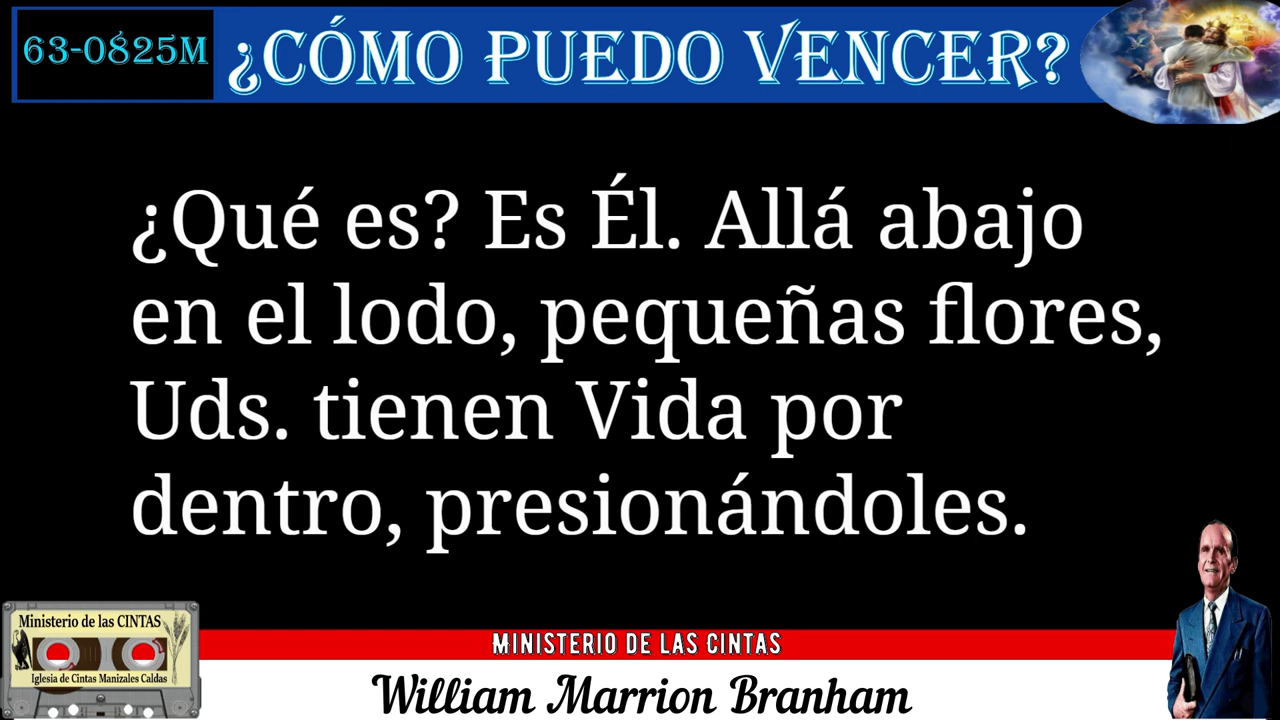 63-0825M
¿CÓMO PUEDO VENCER?
¿Qué es? Es Él. Allá abajo
en el lodo, pequeñas flores,
Uds. tienen Vida por
dentro, presionándoles.
Ministerio de las CINTAS
Iglesia de Cintas Manizales Caldas
MINISTERIO DE LAS CINTAS
William Marrion Branham